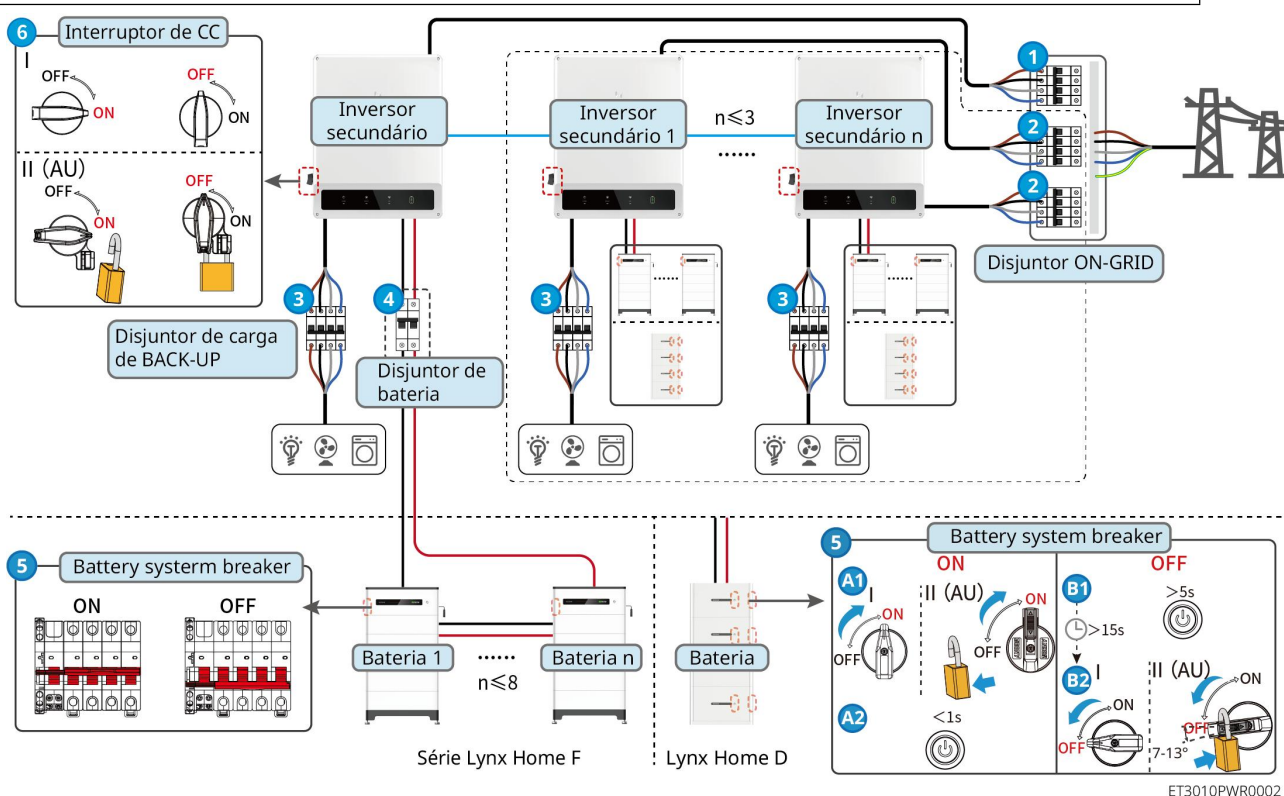 6
Interruptor de CC
I
OFF
ON
OFF
ON
II (AU)
OFF
ON
OFF
ON
Inversor
secundário
Inversor
secundário 1
n≤3
......
Inversor
secundário n
1
2
2
Disjuntor ON-GRID
3
4
3
3
Disjuntor de carga
de BACK-UP
Disjuntor de
bateria
......
......
5
Battery systerm breaker
ON
OFF
Bateria 1
......
n≤8
Bateria n
Série Lynx Home F
Bateria
Lynx Home D
5
Battery system breaker
ON
OFF
A1
I
ON
OFF
II (AU)
ON
OFF
A2
<1s
B1
>15s
>5s
B2
I
ON
OFF
II (AU)
ON
OFF
7-13°
ET3010PWR0002